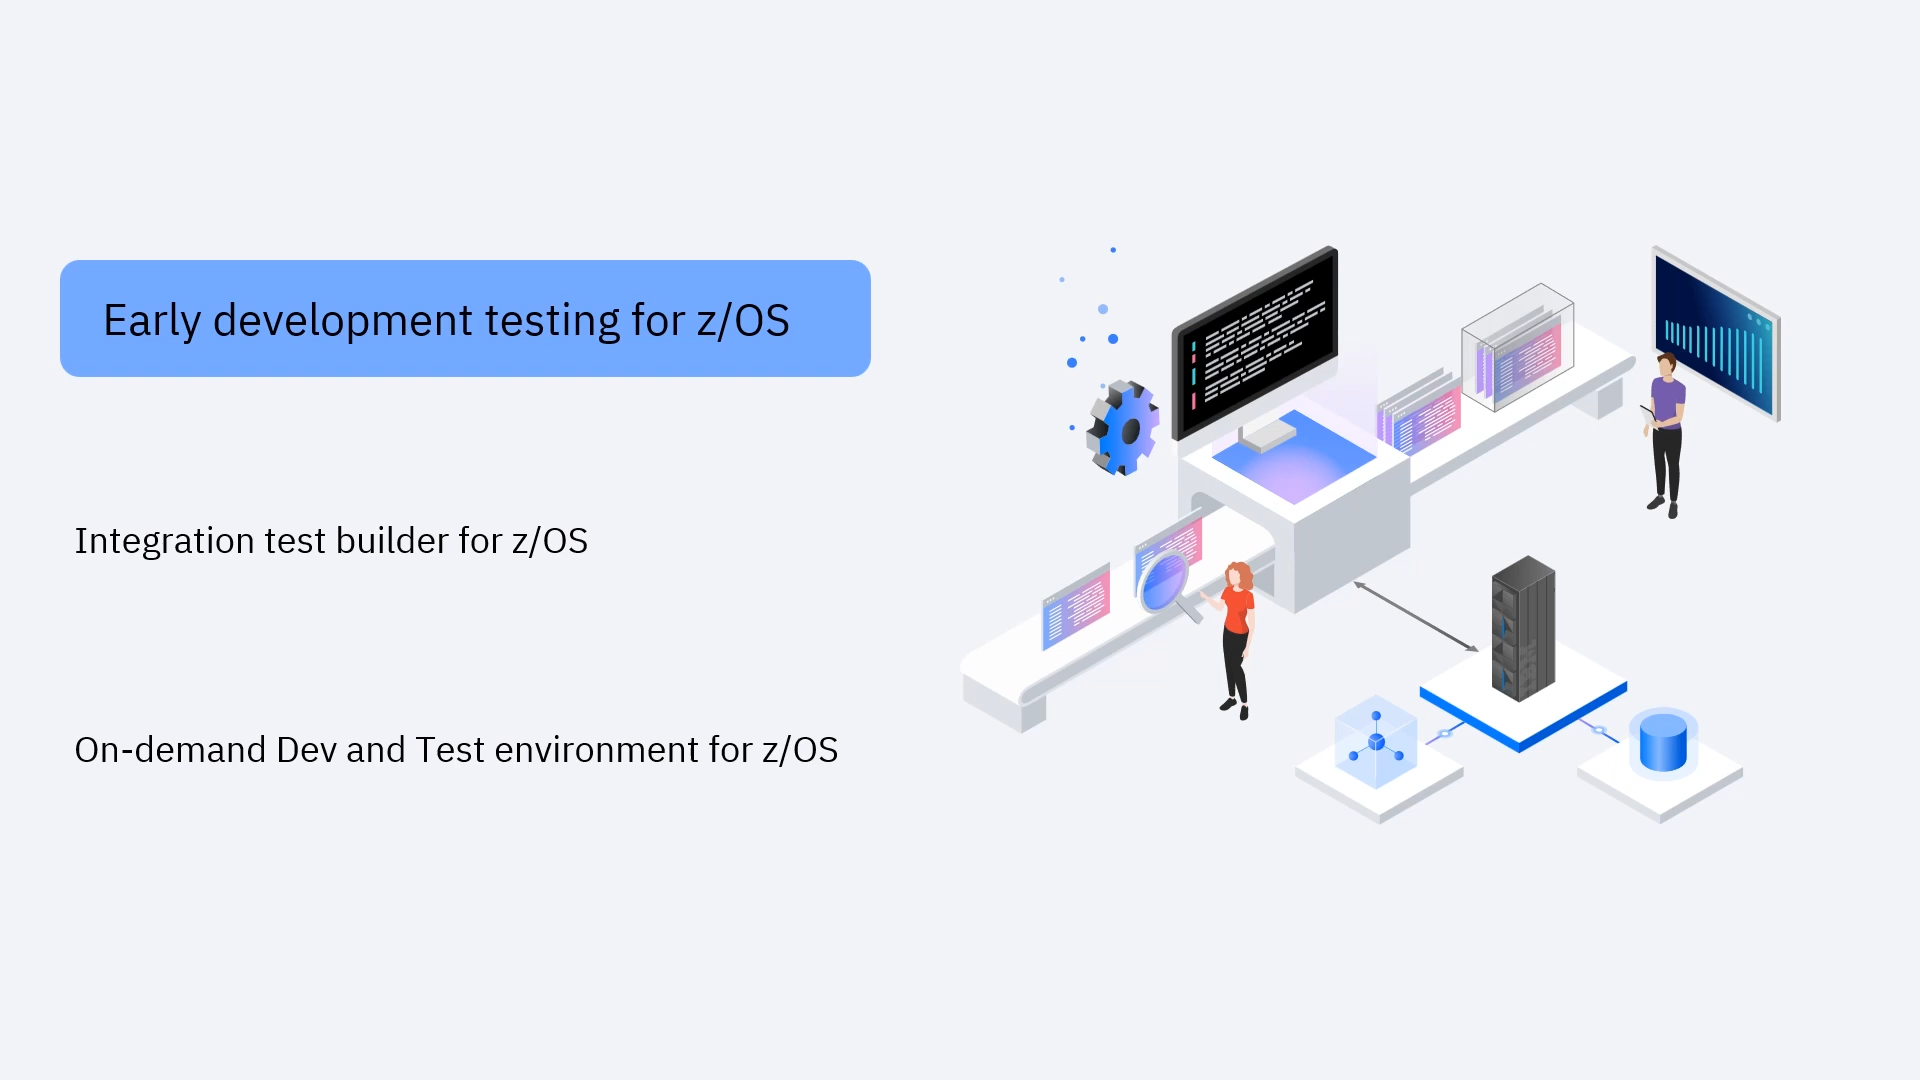 Early development testing for z/OS
Integration test builder for z/OS
On-demand Dev and Test environment for z/OS